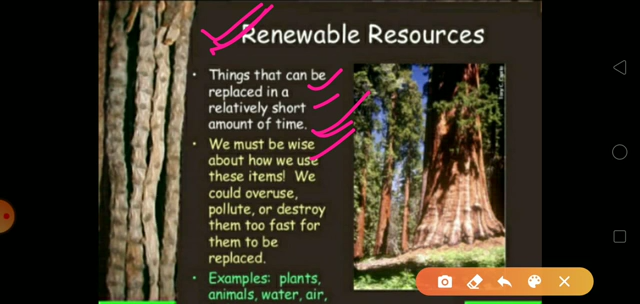 Renewable Resources
• Things that can be
replaced in a
relatively short
amount of time.
• We must be wise
about how we use
these items! We
could overuse,
pollute, or destroy
them too fast for
them to be
replaced.
• Examples: plants,
animals, water, air,